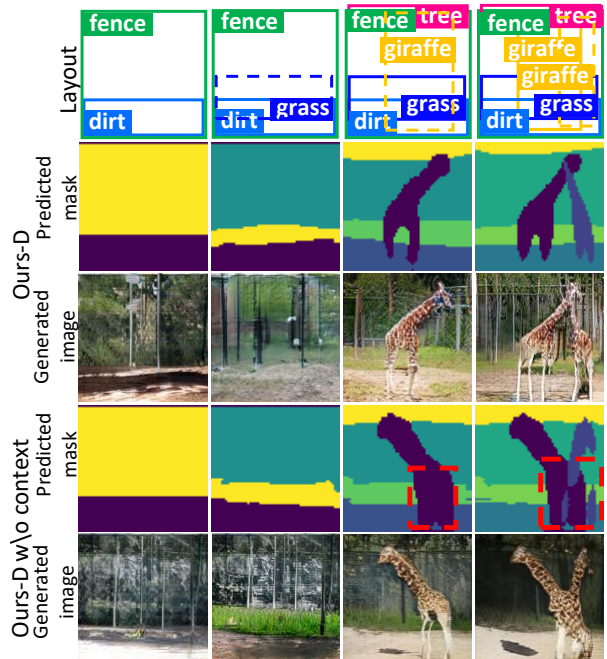 Layout
fence
dirt
fence
grass
dirt
fence
tree
giraffe
grass
dirt
fence
tree
giraffe
giraffe
grass
dirt
Ours-D
Predicted
mask
Generated
image
Ours-D w\o context
Predicted
mask
Generated
image